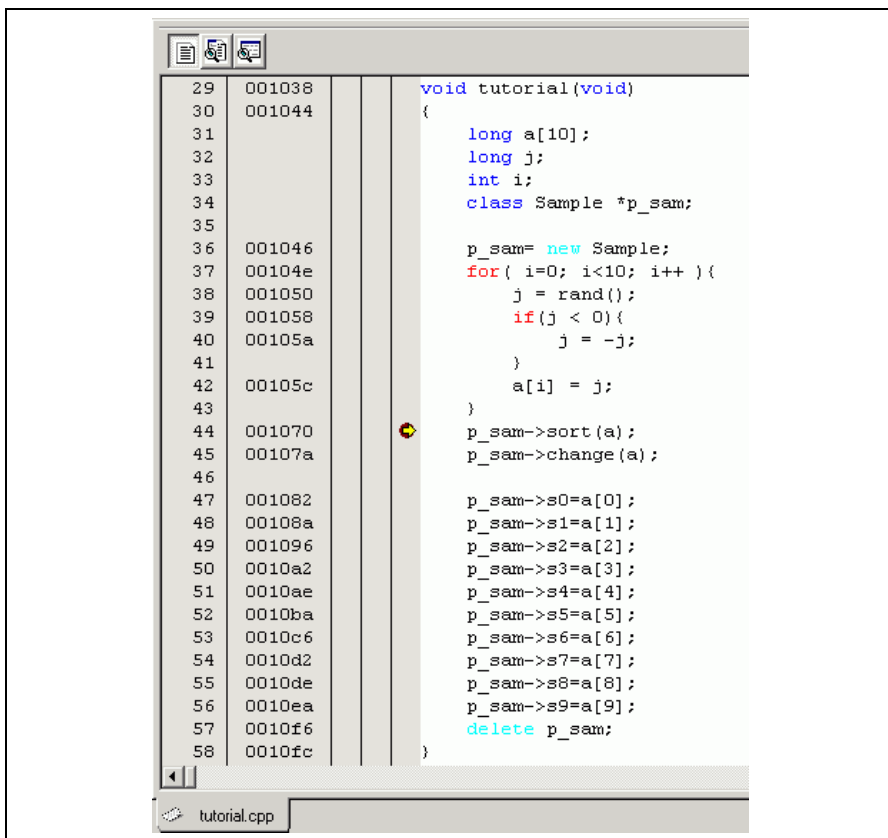 29 001038 void tutorial(void)
30 001044 {
31 long a[10];
32 long j;
33 int i;
34 class Sample *p_sam;
35
36 001046 p_sam= new Sample;
37 00104e for( i=0; i<10; i++ ){
38 001050 j = rand();
39 001058 if(j < 0){
40 00105a j = -j;
41 }
42 00105c a[i] = j;
43 }
44 001070 p_sam->sort(a);
45 00107a p_sam->change(a);
46
47 001082 p_sam->s0=a[0];
48 00108a p_sam->s1=a[1];
49 001096 p_sam->s2=a[2];
50 0010a2 p_sam->s3=a[3];
51 0010ae p_sam->s4=a[4];
52 0010ba p_sam->s5=a[5];
53 0010c6 p_sam->s6=a[6];
54 0010d2 p_sam->s7=a[7];
55 0010de p_sam->s8=a[8];
56 0010ea p_sam->s9=a[9];
57 0010f6 delete p_sam;
58 0010fc }
tutorial.cpp